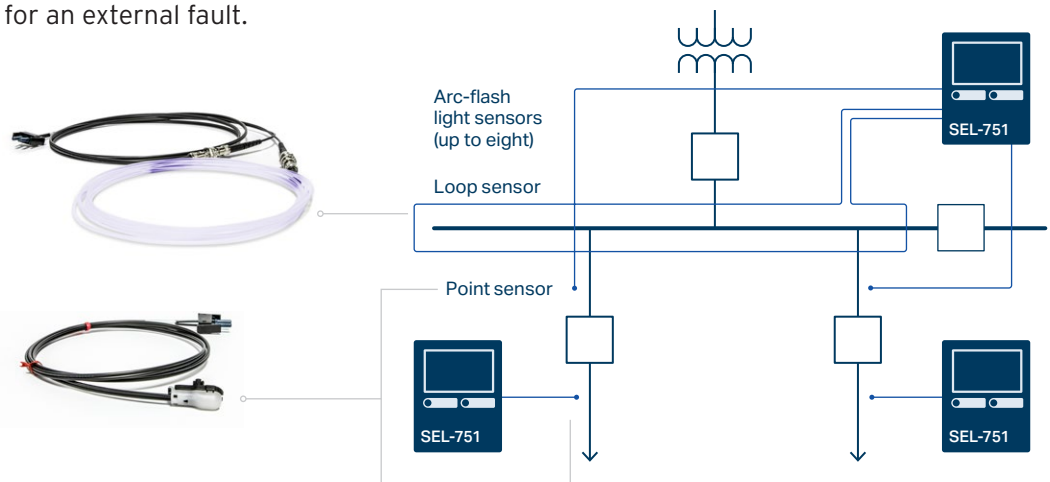 for an external fault.
Arc-flash
light sensors
(up to eight)
SEL-751
Loop sensor
Point sensor
SEL-751
SEL-751